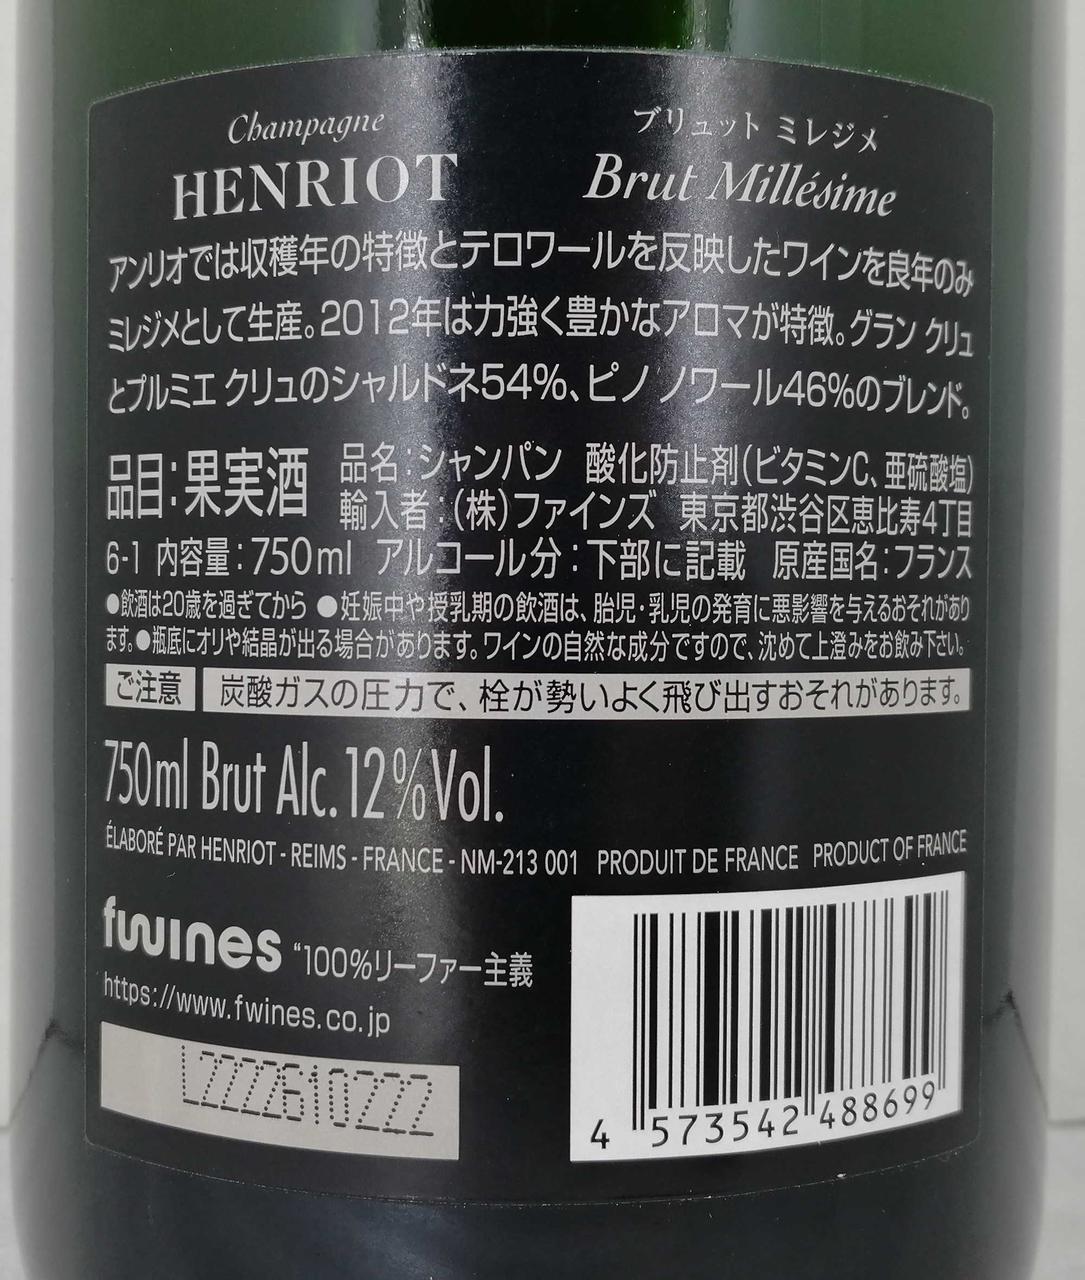 Champagne
HENRIOT
ブリュット ミレジメ
Brut Millésime
アンリオでは収穫年の特徴とテロワールを反映したワインを良年のみ
ミレジメとして生産。2012年は力強く豊かなアロマが特徴。グラン クリュ
とプルミエ クリュのシャルドネ54%、ピノ ノワール46%のブレンド。
品目:果実酒
品名:シャンパン 酸化防止剤(ビタミンC、亜硫酸塩)
輸入者:(株)ファインズ 東京都渋谷区恵比寿4丁目
6-1 内容量:750ml アルコール分:下部に記載 原産国名:フランス
●飲酒は20歳を過ぎてから ●妊娠中や授乳期の飲酒は、胎児・乳児の発育に悪影響を与えるおそれがあり
ます。●瓶底にオリや結晶が出る場合があります。ワインの自然な成分ですので、沈めて上澄みをお飲み下さい。
ご注意 炭酸ガスの圧力で、栓が勢いよく飛び出すおそれがあります。
750ml Brut Alc. 12%Vol.
ÉLABORÉ PAR HENRIOT - REIMS - FRANCE - NM-213 001 PRODUIT DE FRANCE PRODUCT OF FRANCE
fwines "100%リーファー主義
https://www.fwines.co.jp
L2222610222
4 573542 488699